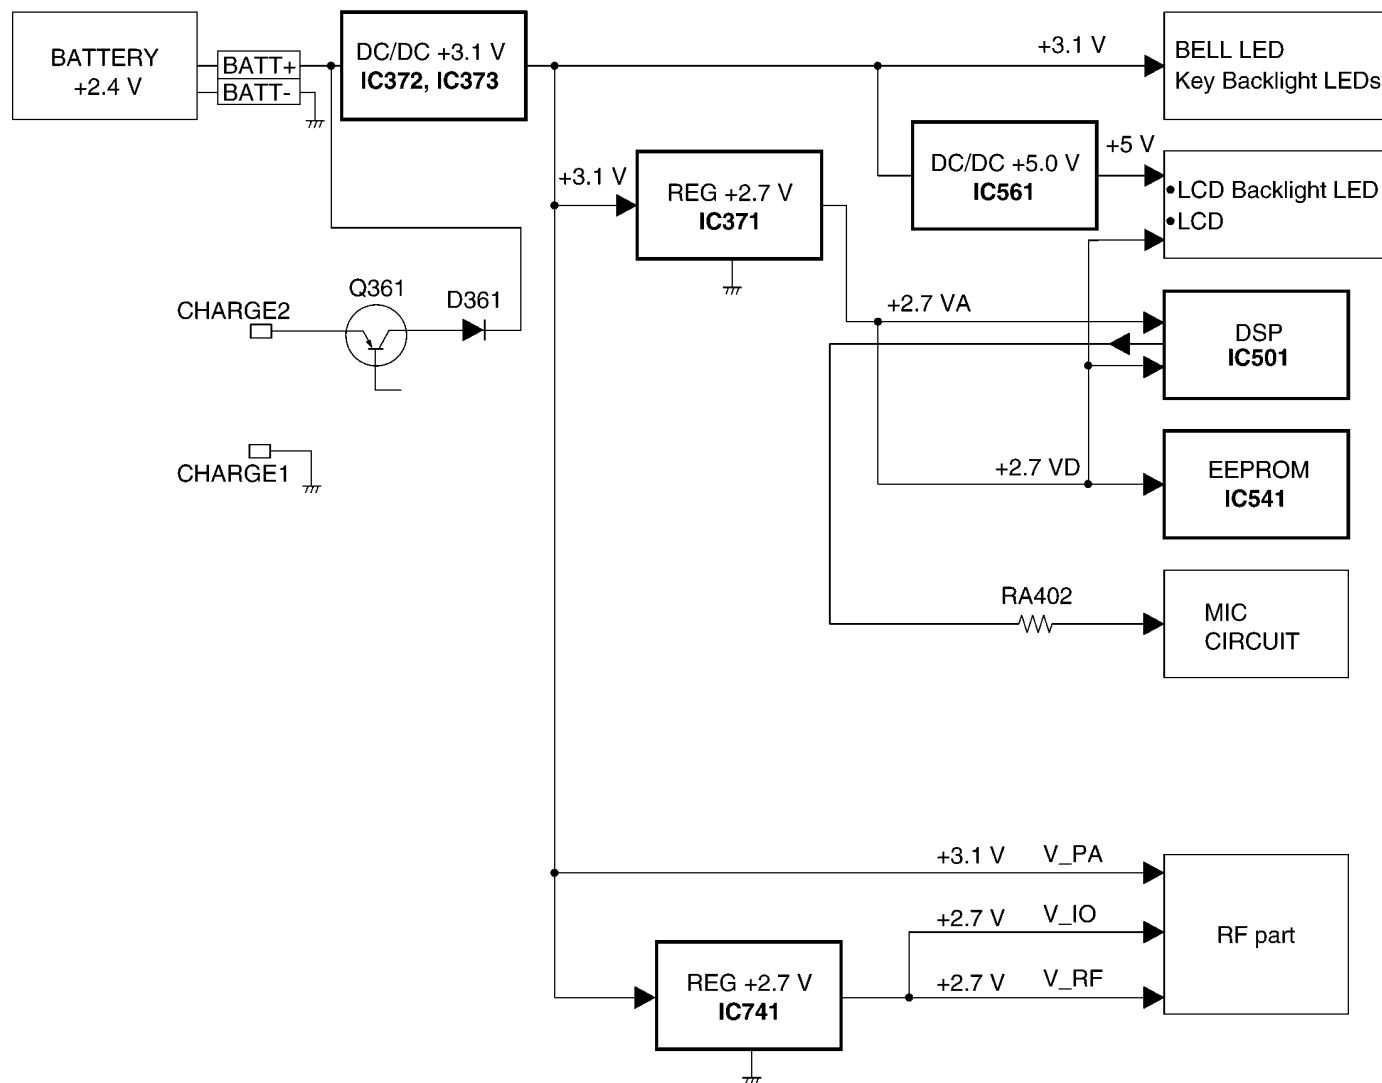 BATTERY
+2.4 V
BATT+
BATT-
DC/DC +3.1 V
IC372, IC373
+3.1 V
BELL LED
Key Backlight LEDs
DC/DC +5.0 V
IC561
+5 V
•LCD Backlight LED
•LCD
+3.1 V
REG +2.7 V
IC371
CHARGE2
Q361
D361
+2.7 VA
DSP
IC501
CHARGE1
+2.7 VD
EEPROM
IC541
RA402
MIC
CIRCUIT
+3.1 V V_PA
+2.7 V V_IO
RF part
REG +2.7 V
IC741
+2.7 V V_RF